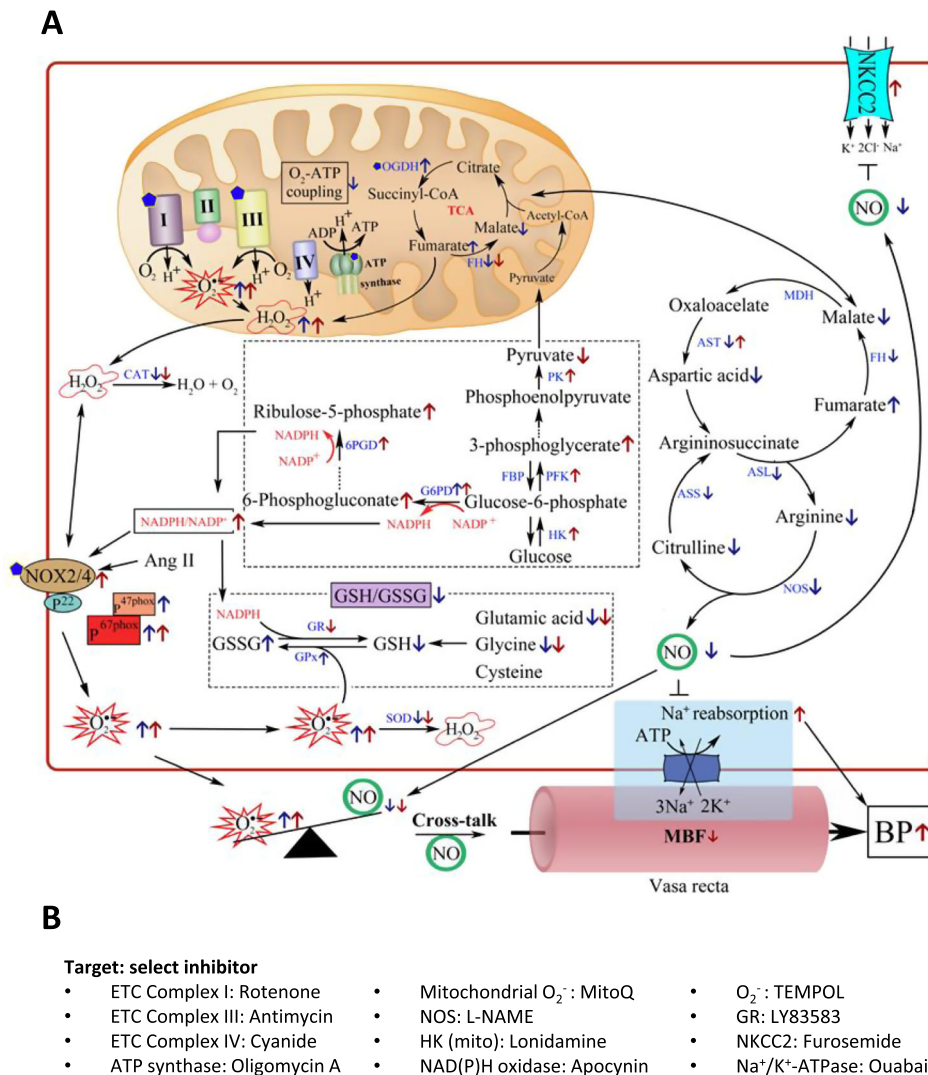 A
NKCC2
K⁺ 2Cl⁻ Na⁺
NO
O₂-ATP
coupling
OGDH
Citrate
Succinyl-CoA
TCA
Acetyl-CoA
Malate
Fumarate
FH
Pyruvate
I
II
III
IV
H⁺
ADP
ATP
ATP
synthase
H⁺
O₂
H⁺
H⁺
O₂
O₂•⁻
H₂O₂
H₂O₂
CAT
H₂O + O₂
Oxaloacelate
MDH
Malate
AST
FH
Aspartic acid
Fumarate
Argininosuccinate
ASL
ASS
Arginine
Citrulline
NOS
NO
Pyruvate
PK
Phosphoenolpyruvate
Ribulose-5-phosphate
NADPH
6PGD
NADP⁺
3-phosphoglycerate
FBP
PFK
6-Phosphogluconate
G6PD
Glucose-6-phosphate
NADPH
NADP⁺
HK
Glucose
NADPH/NADP⁺
NOX2/4
Ang II
P²²
P⁴⁷ᵖʰᵒˣ
P⁶⁷ᵖʰᵒˣ
GSH/GSSG
NADPH
GR
GSSG
GSH
GPx
Glutamic acid
Glycine
Cysteine
O₂•⁻
O₂•⁻
SOD
H₂O₂
Na⁺ reabsorption
ATP
3Na⁺ 2K⁺
O₂•⁻
NO
Cross-talk
NO
MBF
BP
Vasa recta
B
Target: select inhibitor
• ETC Complex I: Rotenone
• ETC Complex III: Antimycin
• ETC Complex IV: Cyanide
• ATP synthase: Oligomycin A
• Mitochondrial O₂⁻ : MitoQ
• NOS: L-NAME
• HK (mito): Lonidamine
• NAD(P)H oxidase: Apocynin
• O₂⁻ : TEMPOL
• GR: LY83583
• NKCC2: Furosemide
• Na⁺/K⁺-ATPase: Ouabai